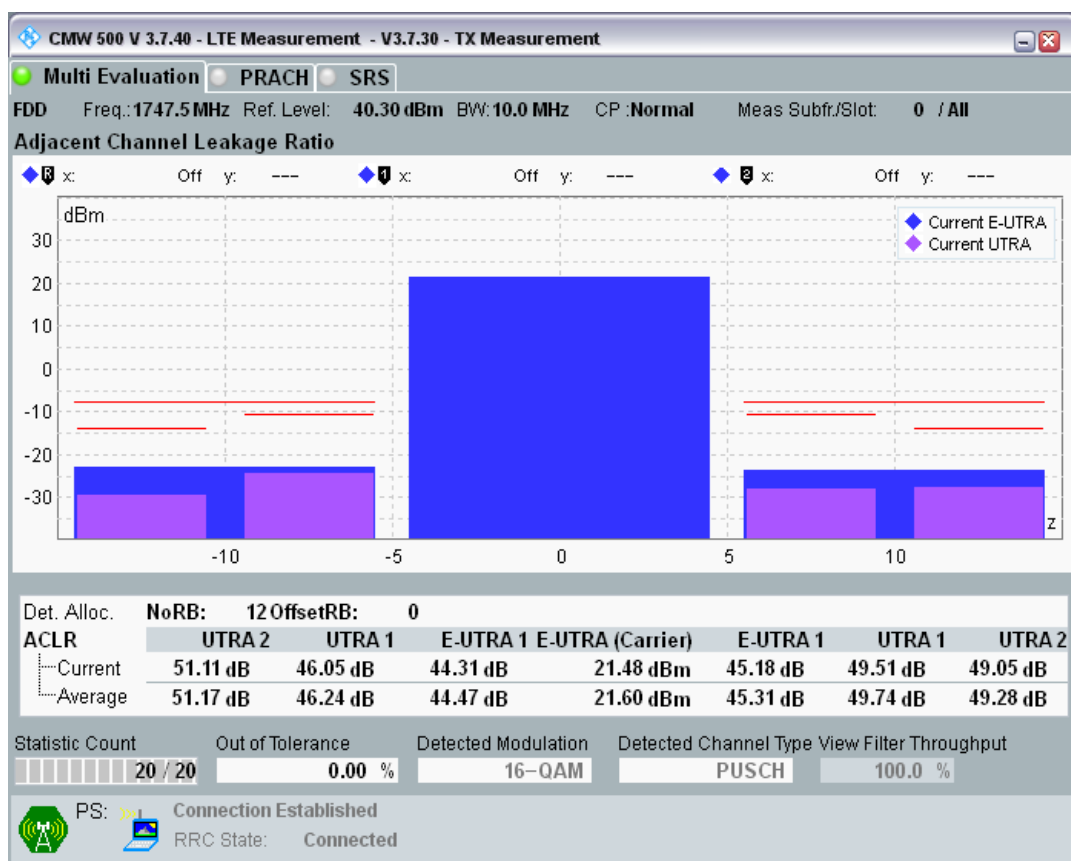 CMW 500 V 3.7.40 - LTE Measurement - V3.7.30 - TX Measurement
Multi Evaluation PRACH SRS
FDD Freq.: 1747.5 MHz Ref. Level: 40.30 dBm BW: 10.0 MHz CP : Normal Meas Subfr./Slot: 0 / All
Adjacent Channel Leakage Ratio
R x: Off y: --- 1 x: Off y: --- 2 x: Off y: ---
dBm
Current E-UTRA
Current UTRA
30
20
10
0
-10
-20
-30
z
-10 -5 0 5 10
Det. Alloc. NoRB: 12 OffsetRB: 0
ACLR UTRA 2 UTRA 1 E-UTRA 1 E-UTRA (Carrier) E-UTRA 1 UTRA 1 UTRA 2
Current 51.11 dB 46.05 dB 44.31 dB 21.48 dBm 45.18 dB 49.51 dB 49.05 dB
Average 51.17 dB 46.24 dB 44.47 dB 21.60 dBm 45.31 dB 49.74 dB 49.28 dB
Statistic Count Out of Tolerance Detected Modulation Detected Channel Type View Filter Throughput
20 / 20 0.00 % 16-QAM PUSCH 100.0 %
PS: Connection Established
RRC State: Connected